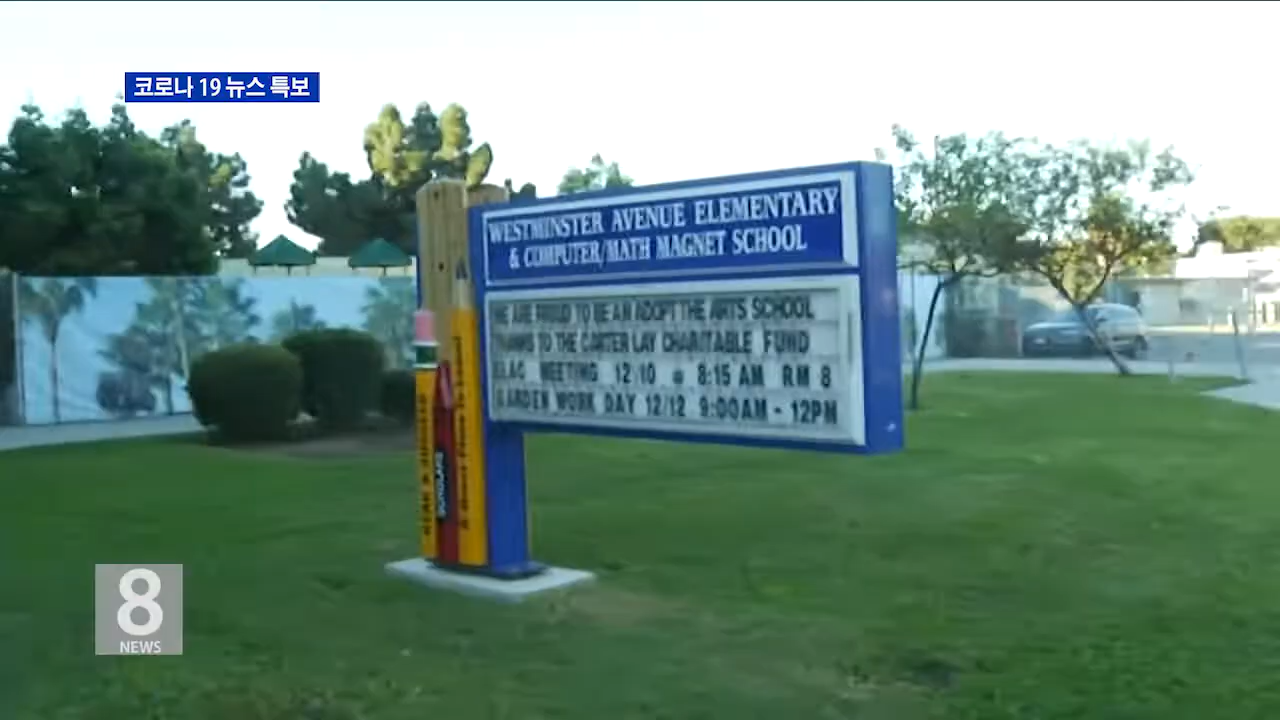 코로나 19 뉴스 특보
WESTMINSTER AVENUE ELEMENTARY
& COMPUTER/MATH MAGNET SCHOOL
WE ARE PROUD TO BE AN ADOPT THE ARTS SCHOOL
THANKS TO THE CARTER LAY CHARITABLE FUND
ELAC MEETING 12/10 @ 8:15 AM RM 8
GARDEN WORK DAY 12/12 9:00AM - 12PM
SCHOLARS
8
NEWS